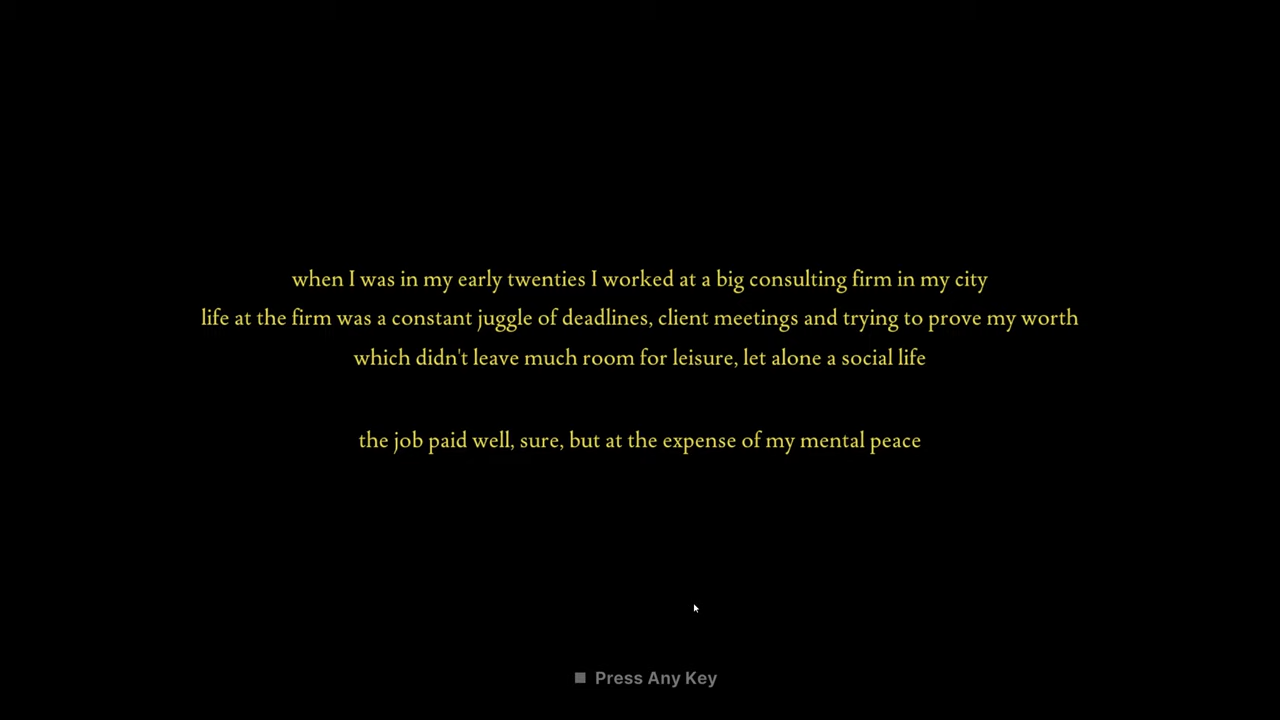 when I was in my early twenties I worked at a big consulting firm in my city
life at the firm was a constant juggle of deadlines, client meetings and trying to prove my worth
which didn't leave much room for leisure, let alone a social life
the job paid well, sure, but at the expense of my mental peace
Press Any Key